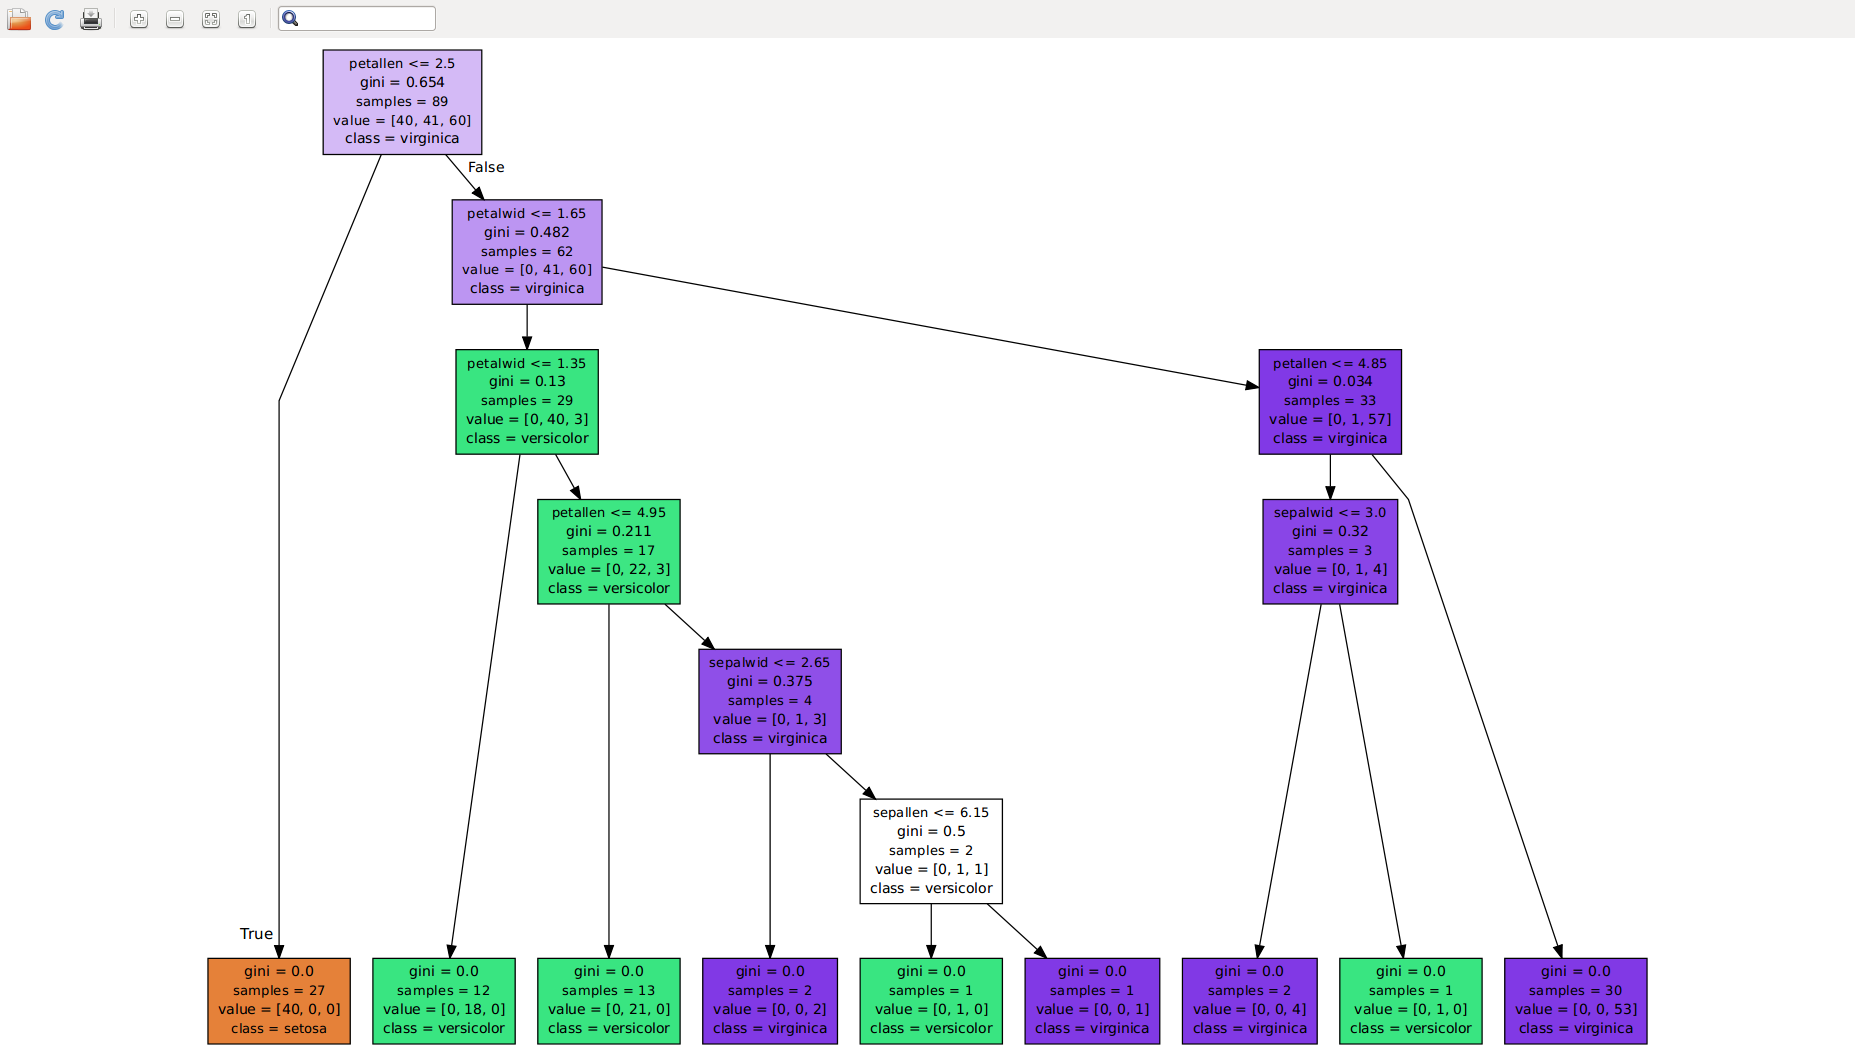 petallen <= 2.5
gini = 0.654
samples = 89
value = [40, 41, 60]
class = virginica
False
petalwid <= 1.65
gini = 0.482
samples = 62
value = [0, 41, 60]
class = virginica
petalwid <= 1.35
gini = 0.13
samples = 29
value = [0, 40, 3]
class = versicolor
petallen <= 4.85
gini = 0.034
samples = 33
value = [0, 1, 57]
class = virginica
petallen <= 4.95
gini = 0.211
samples = 17
value = [0, 22, 3]
class = versicolor
sepalwid <= 3.0
gini = 0.32
samples = 3
value = [0, 1, 4]
class = virginica
sepalwid <= 2.65
gini = 0.375
samples = 4
value = [0, 1, 3]
class = virginica
sepallen <= 6.15
gini = 0.5
samples = 2
value = [0, 1, 1]
class = versicolor
True
gini = 0.0
samples = 27
value = [40, 0, 0]
class = setosa
gini = 0.0
samples = 12
value = [0, 18, 0]
class = versicolor
gini = 0.0
samples = 13
value = [0, 21, 0]
class = versicolor
gini = 0.0
samples = 2
value = [0, 0, 2]
class = virginica
gini = 0.0
samples = 1
value = [0, 1, 0]
class = versicolor
gini = 0.0
samples = 1
value = [0, 0, 1]
class = virginica
gini = 0.0
samples = 2
value = [0, 0, 4]
class = virginica
gini = 0.0
samples = 1
value = [0, 1, 0]
class = versicolor
gini = 0.0
samples = 30
value = [0, 0, 53]
class = virginica